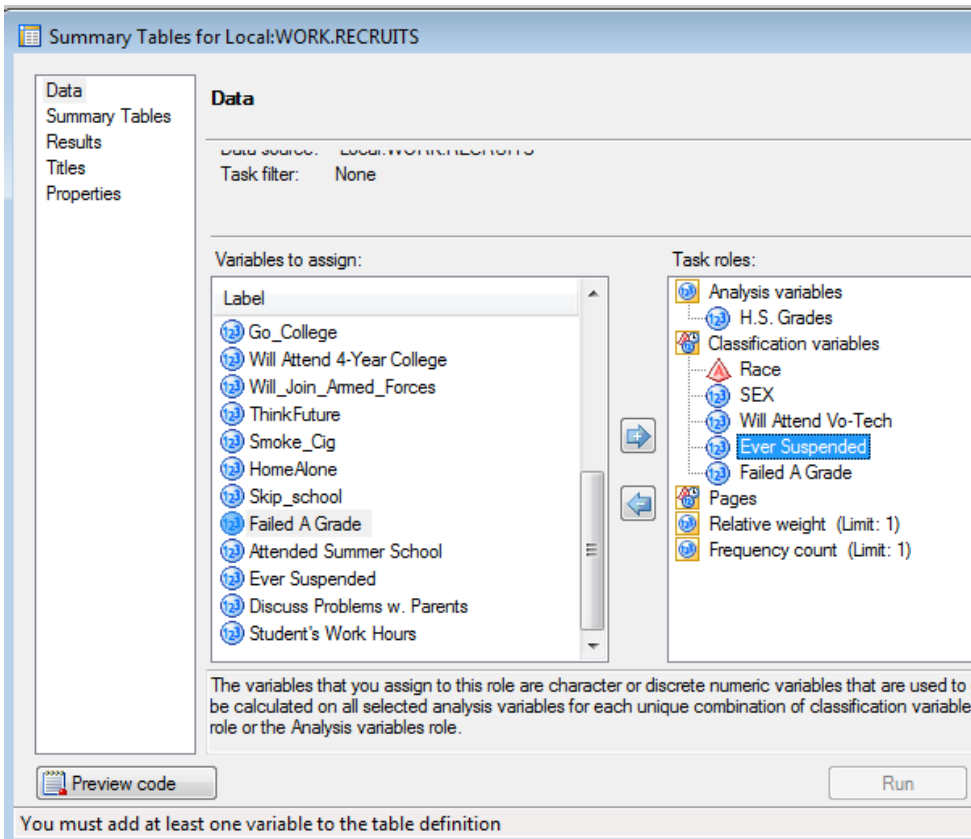 Summary Tables for Local:WORK.RECRUITS
Data
Summary Tables
Results
Titles
Properties
Data
Data source: Local:WORK.RECRUITS
Task filter: None
Variables to assign:
Label
Go_College
Will Attend 4-Year College
Will_Join_Armed_Forces
ThinkFuture
Smoke_Cig
HomeAlone
Skip_school
Failed A Grade
Attended Summer School
Ever Suspended
Discuss Problems w. Parents
Student's Work Hours
Task roles:
Analysis variables
H.S. Grades
Classification variables
Race
SEX
Will Attend Vo-Tech
Ever Suspended
Failed A Grade
Pages
Relative weight (Limit: 1)
Frequency count (Limit: 1)
The variables that you assign to this role are character or discrete numeric variables that are used to
be calculated on all selected analysis variables for each unique combination of classification variable
role or the Analysis variables role.
Preview code
Run
You must add at least one variable to the table definition